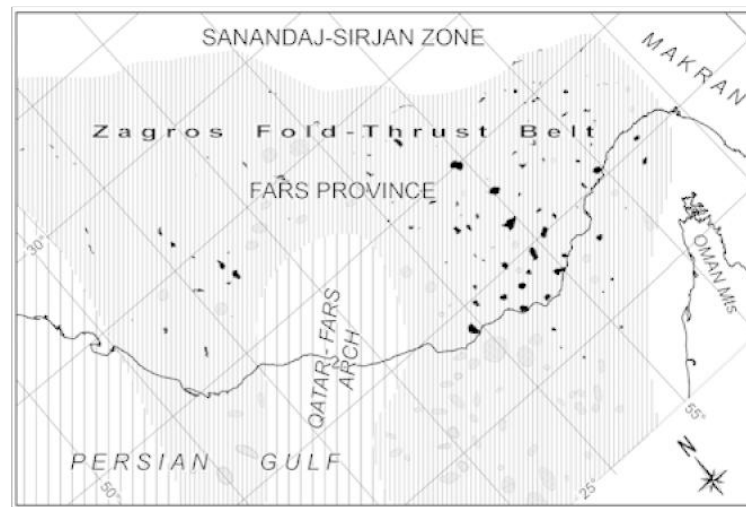 SANANDAJ-SIRJAN ZONE
MAKRAN
Zagros Fold-Thrust Belt
FARS PROVINCE
30°
OMAN Mts
QATAR - FARS
ARCH
55°
PERSIAN GULF
N
50°
25°